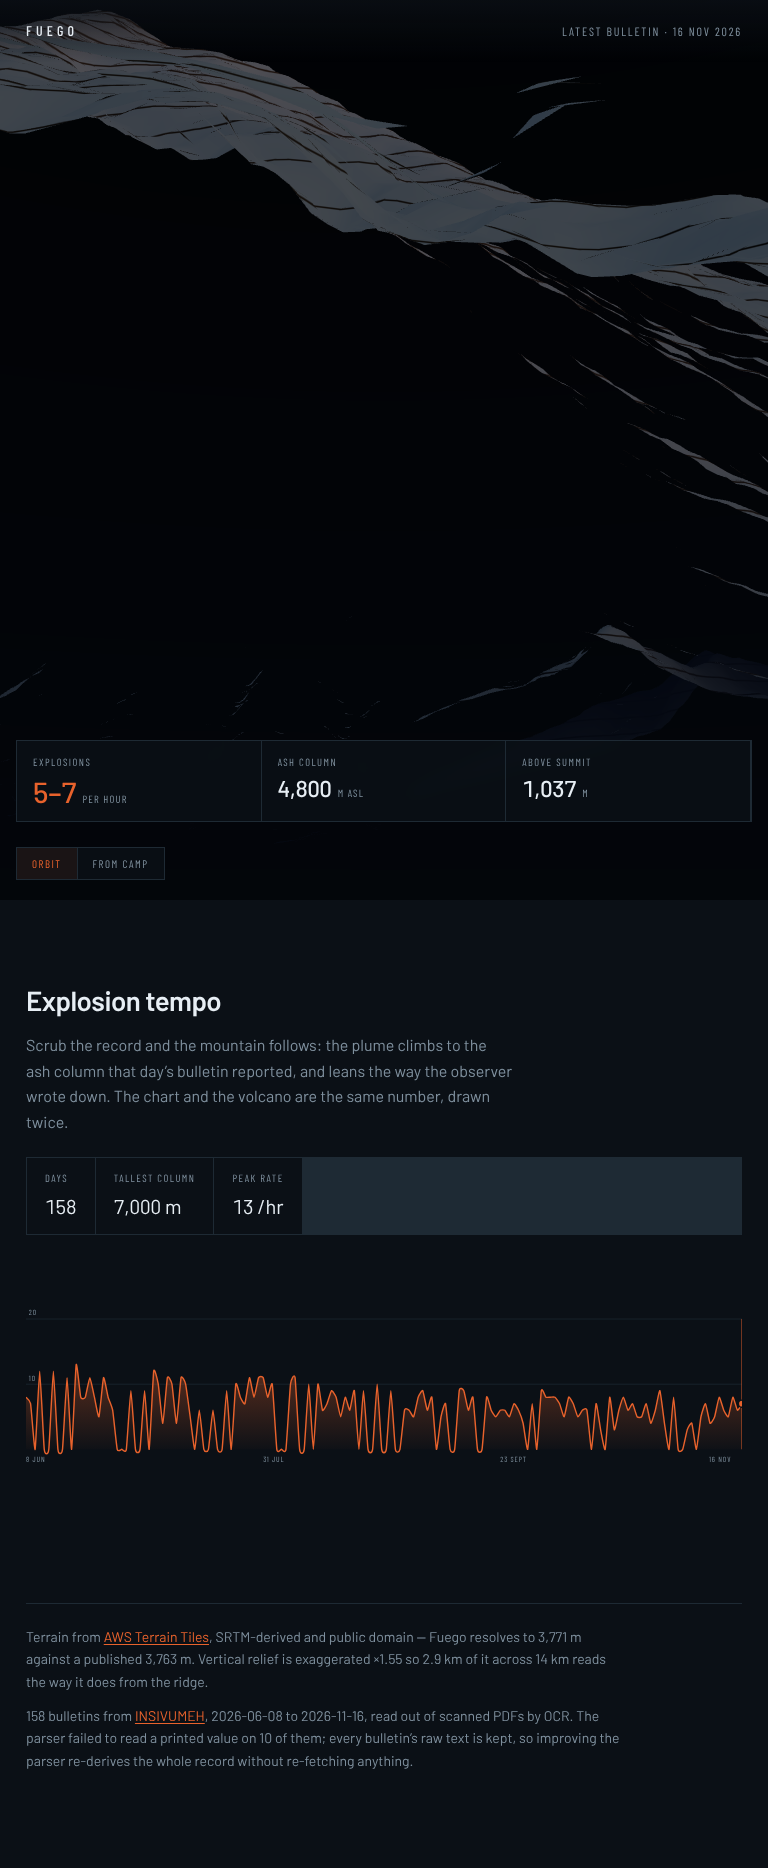 FUEGO
LATEST BULLETIN · 16 NOV 2026
EXPLOSIONS
5–7 PER HOUR
ASH COLUMN
4,800 M ASL
ABOVE SUMMIT
1,037 M
ORBIT
FROM CAMP
Explosion tempo
Scrub the record and the mountain follows: the plume climbs to the
ash column that day’s bulletin reported, and leans the way the observer
wrote down. The chart and the volcano are the same number, drawn
twice.
DAYS
158
TALLEST COLUMN
7,000 m
PEAK RATE
13 /hr
20
10
8 JUN
31 JUL
23 SEPT
16 NOV
Terrain from AWS Terrain Tiles, SRTM-derived and public domain — Fuego resolves to 3,771 m
against a published 3,763 m. Vertical relief is exaggerated ×1.55 so 2.9 km of it across 14 km reads
the way it does from the ridge.
158 bulletins from INSIVUMEH, 2026-06-08 to 2026-11-16, read out of scanned PDFs by OCR. The
parser failed to read a printed value on 10 of them; every bulletin’s raw text is kept, so improving the
parser re-derives the whole record without re-fetching anything.